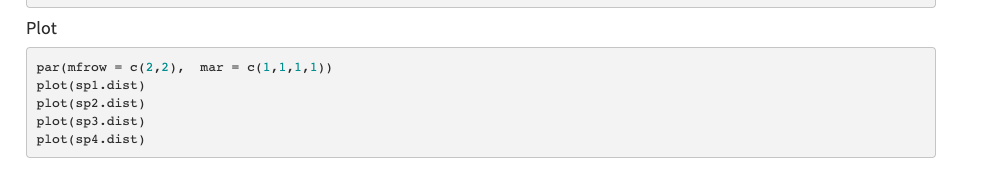 Plot
par(mfrow = c(2,2),  mar = c(1,1,1,1))
plot(sp1.dist)
plot(sp2.dist)
plot(sp3.dist)
plot(sp4.dist)